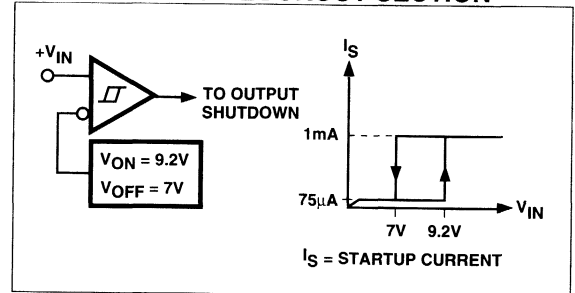 SECTION
+VIN
TO OUTPUT
SHUTDOWN
VON = 9.2V
VOFF = 7V
IS
1mA
75µA
VIN
7V 9.2V
IS = STARTUP CURRENT